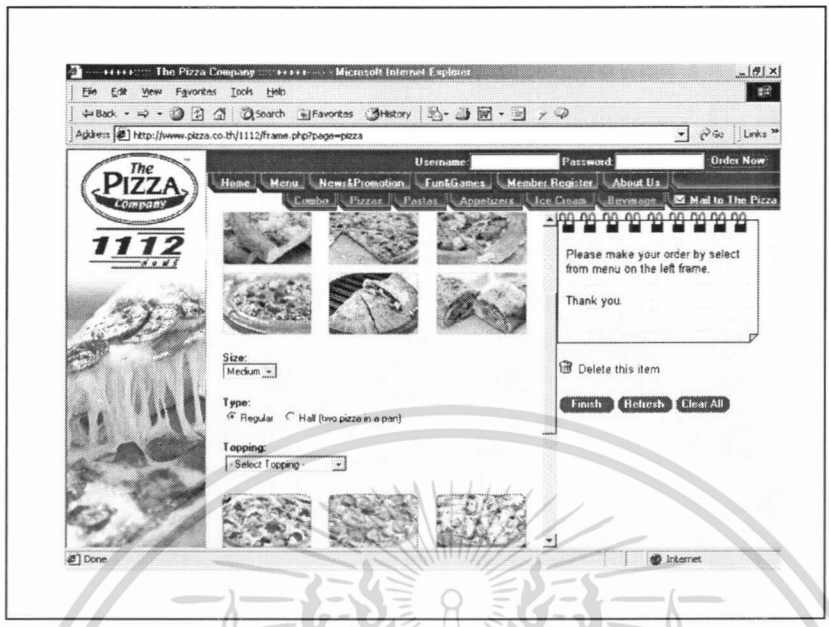 The Pizza Company - Microsoft Internet Explorer
File Edit View Favorites Tools Help
Back Search Favorites History
Address http://www.pizza.co.th/1112/frame.php?page=pizza Go Links »
The PIZZA Company
1112
Username: Password: Order Now
Home Menu News&Promotion Fun&Games Member Register About Us
Combo Pizzas Pastas Appetizers Ice Cream Beverage Mail to The Pizza
Please make your order by select
from menu on the left frame.
Thank you.
Size:
Medium
Delete this item
Type:
Regular Half (two pizza in a pan)
Finish Refresh Clear All
Topping:
- Select Topping -
Done Internet